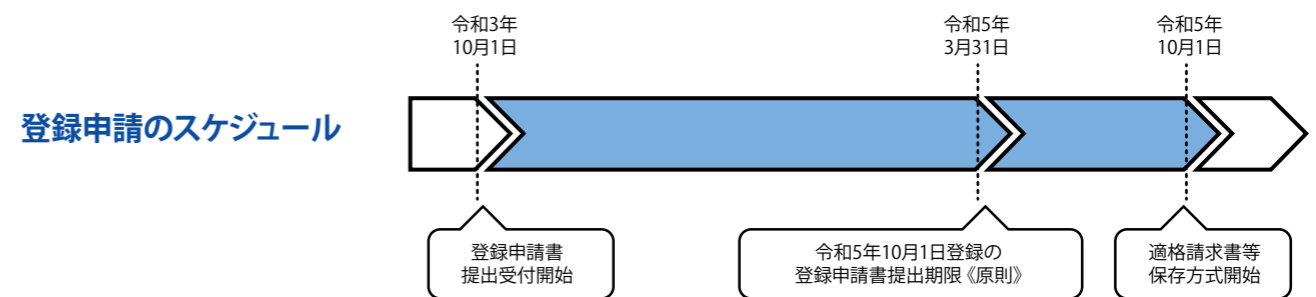 令和3年
10月1日
令和5年
3月31日
令和5年
10月1日
登録申請のスケジュール
登録申請書
提出受付開始
令和5年10月1日登録の
登録申請書提出期限《原則》
適格請求書等
保存方式開始